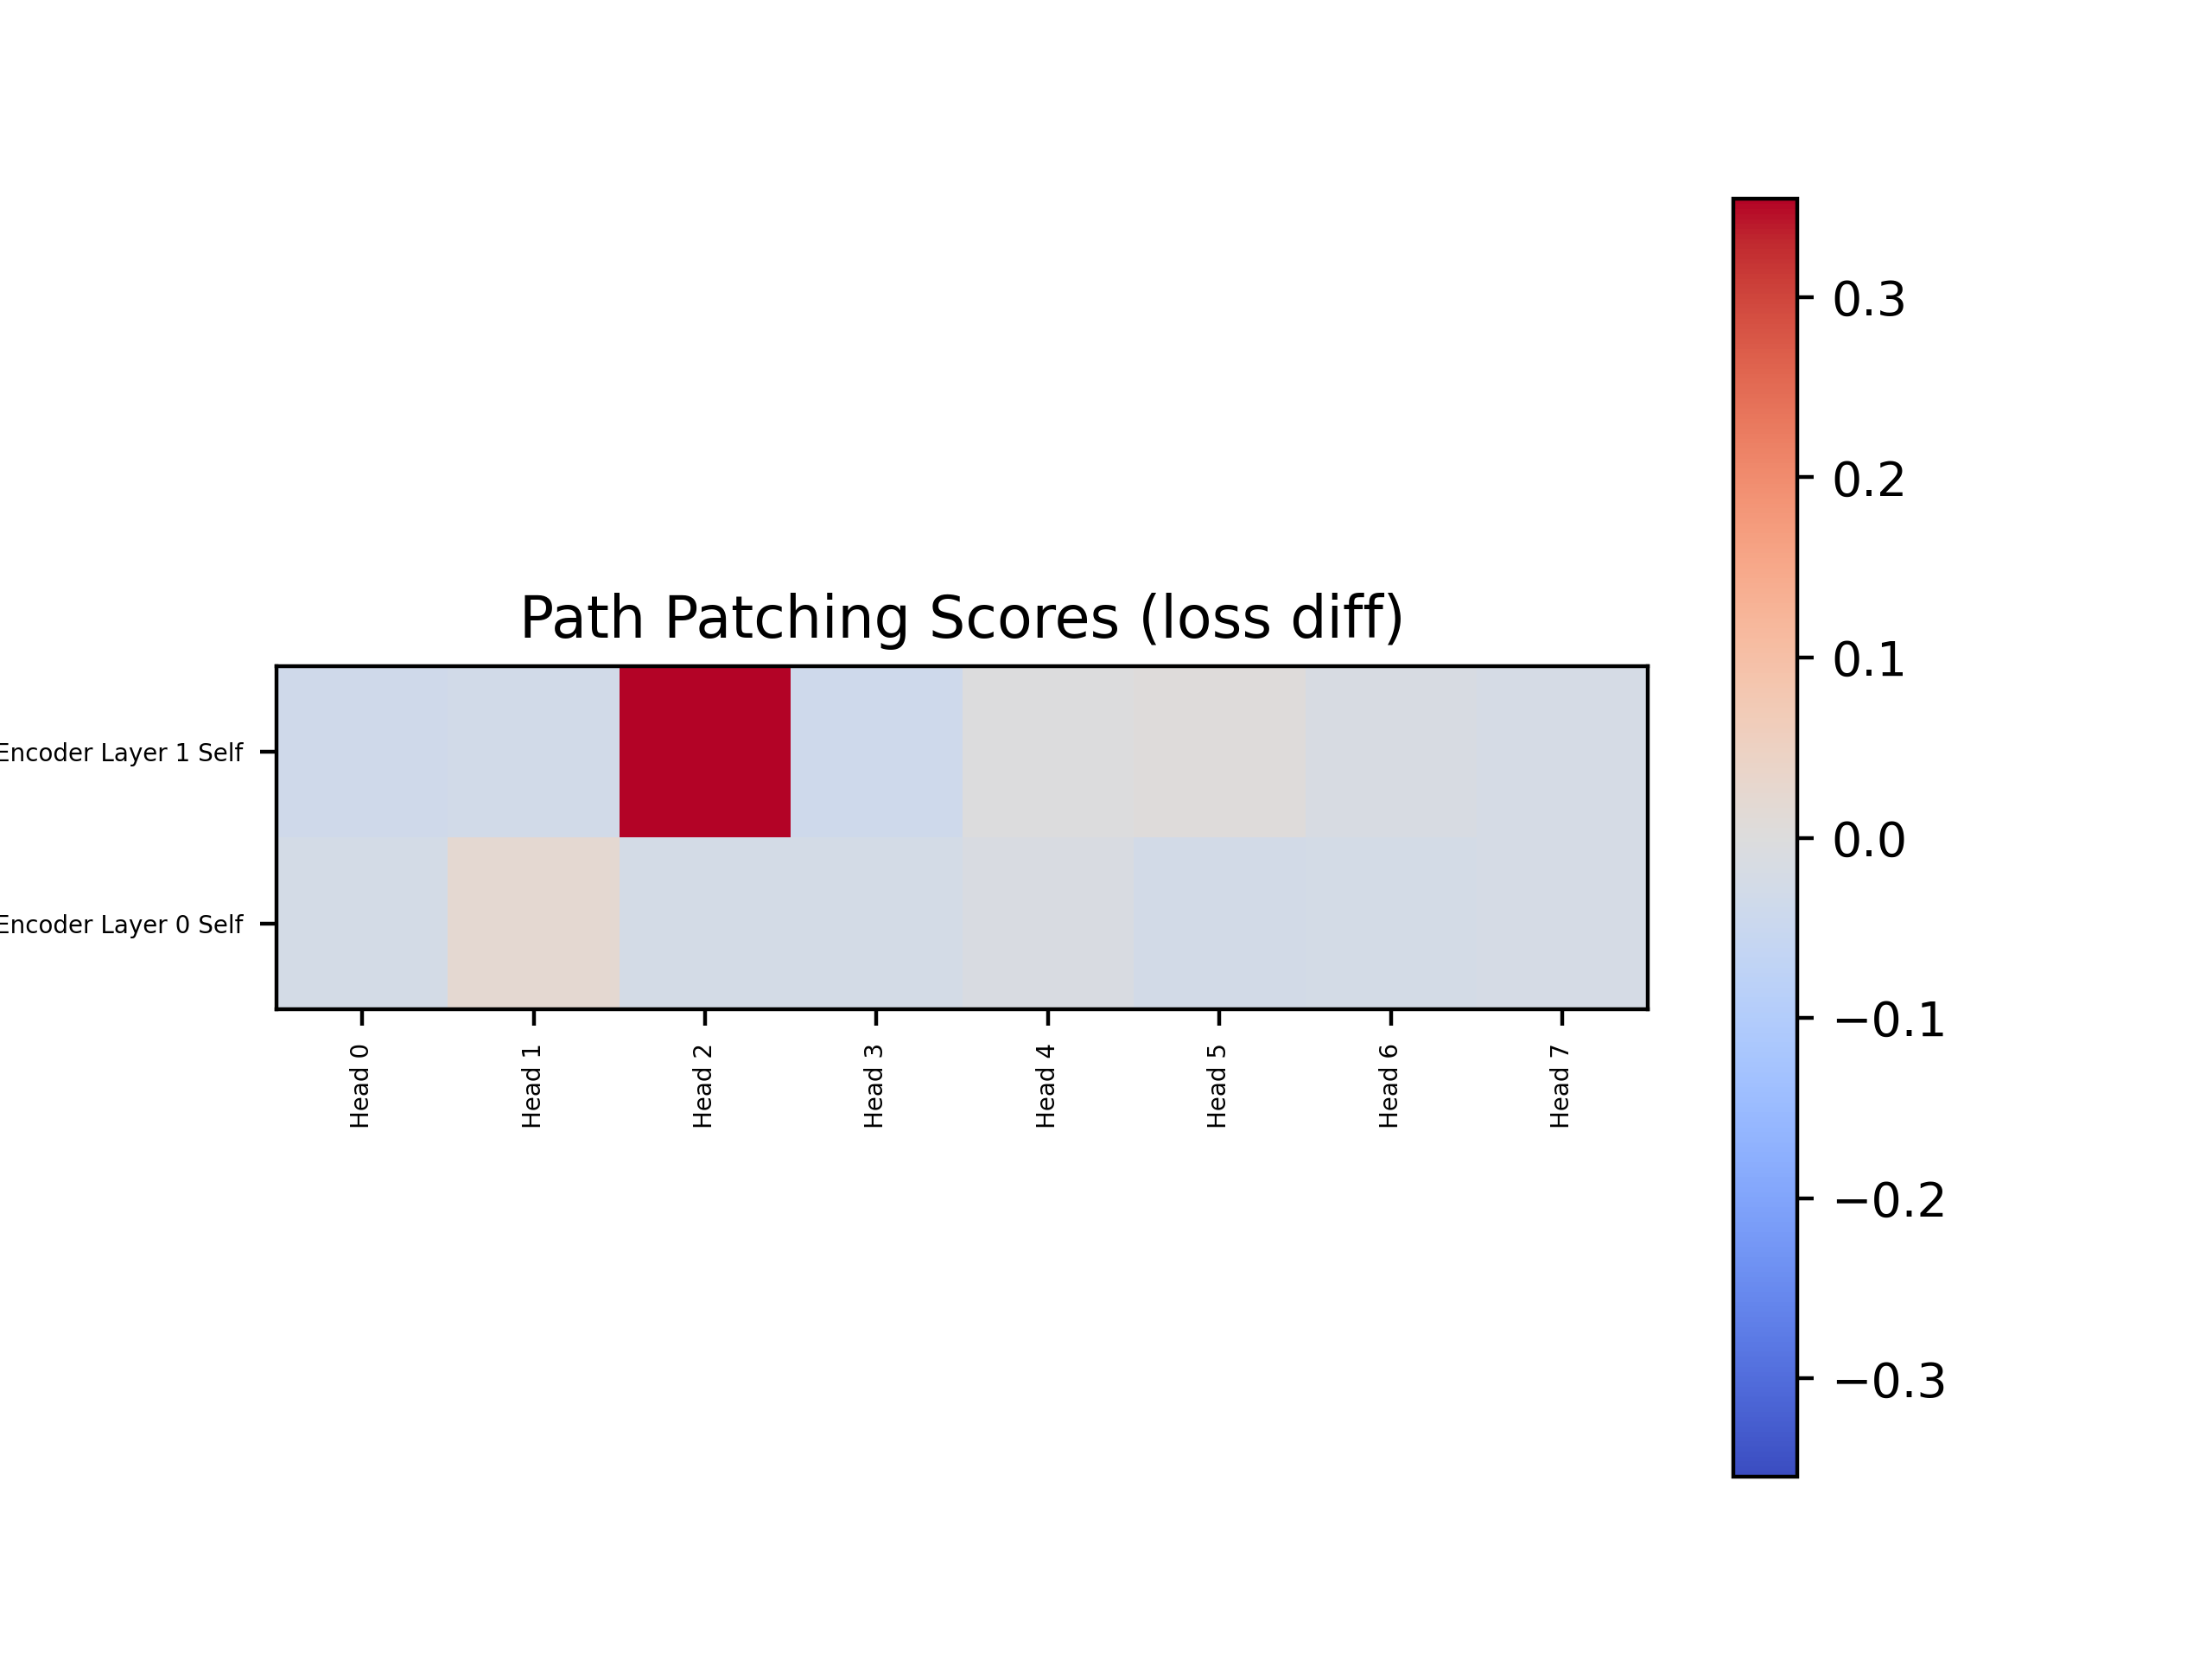 Path Patching Scores (loss diff)
Encoder Layer 1 Self
Encoder Layer 0 Self
Head 0
Head 1
Head 2
Head 3
Head 4
Head 5
Head 6
Head 7
0.3
0.2
0.1
0.0
−0.1
−0.2
−0.3